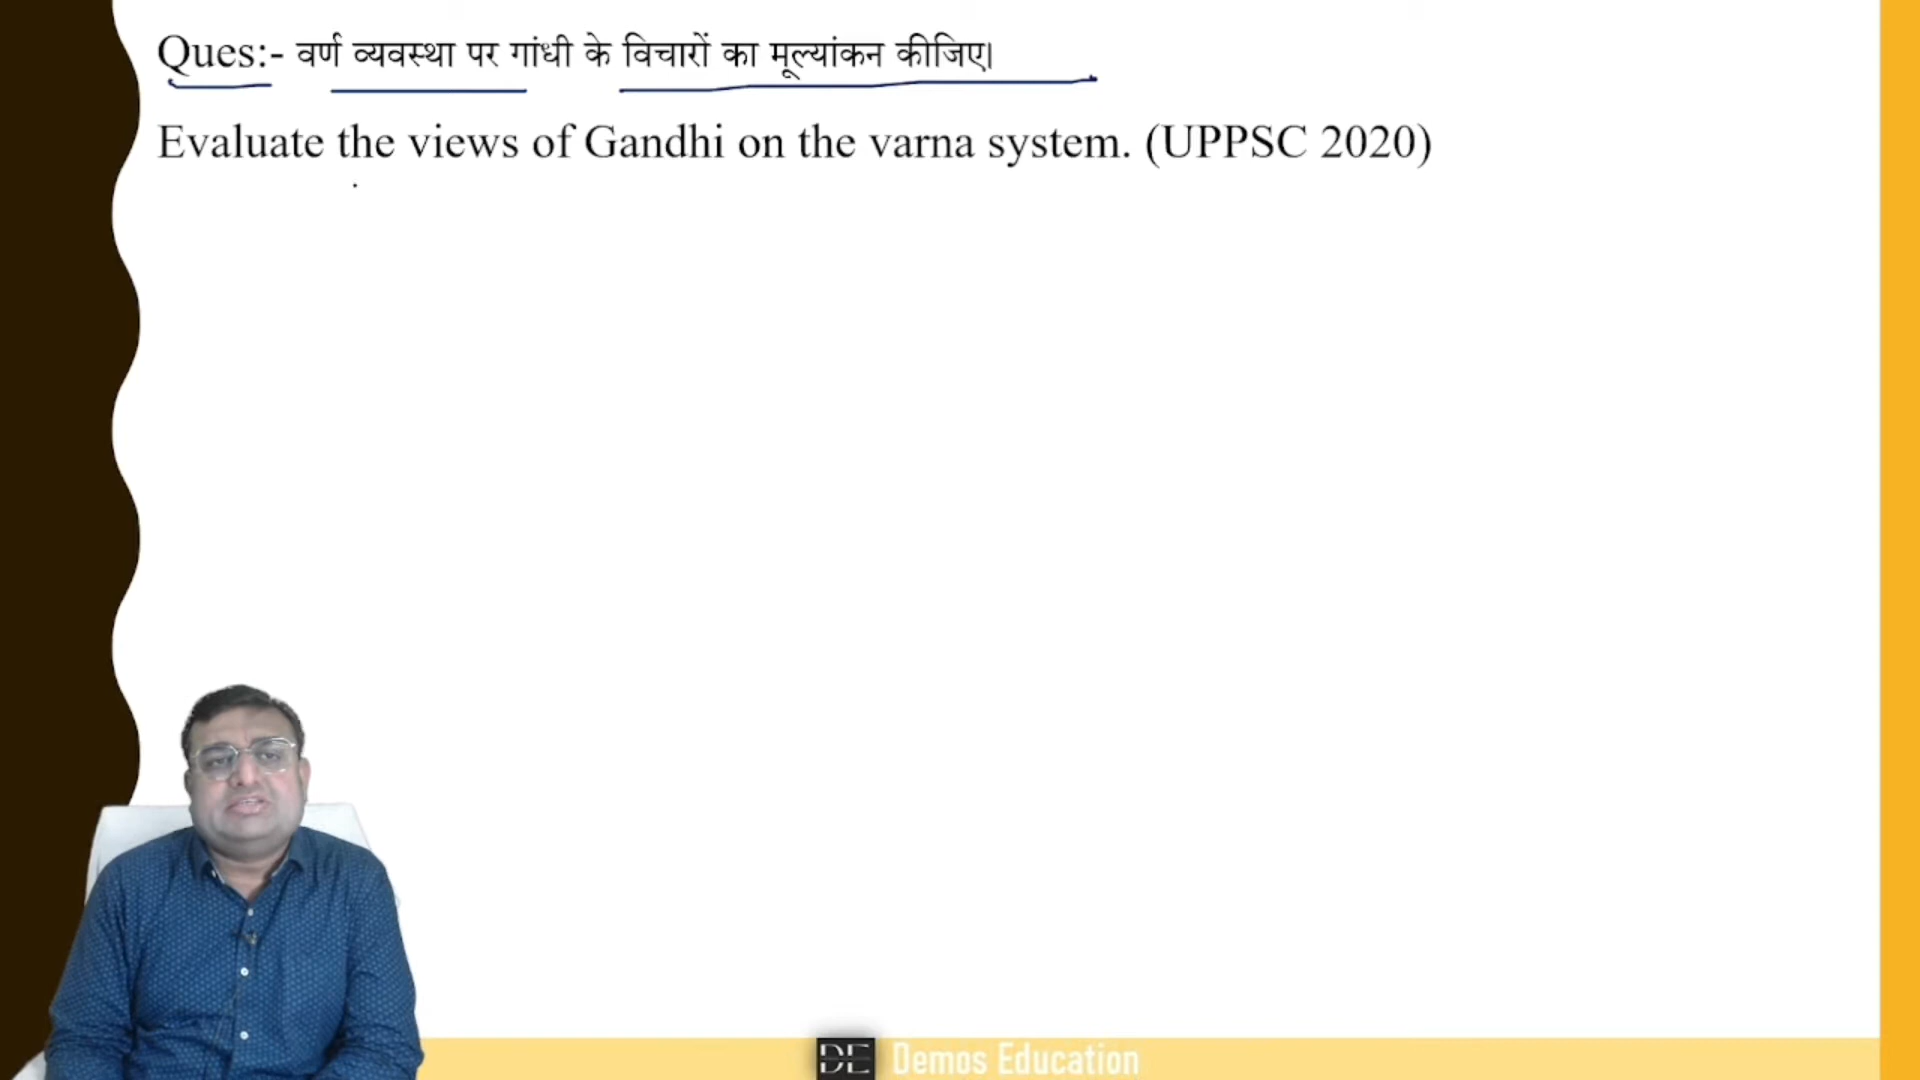 Ques:- वर्ण व्यवस्था पर गांधी के विचारों का मूल्यांकन कीजिए।
Evaluate the views of Gandhi on the varna system. (UPPSC 2020)
DE Demos Education